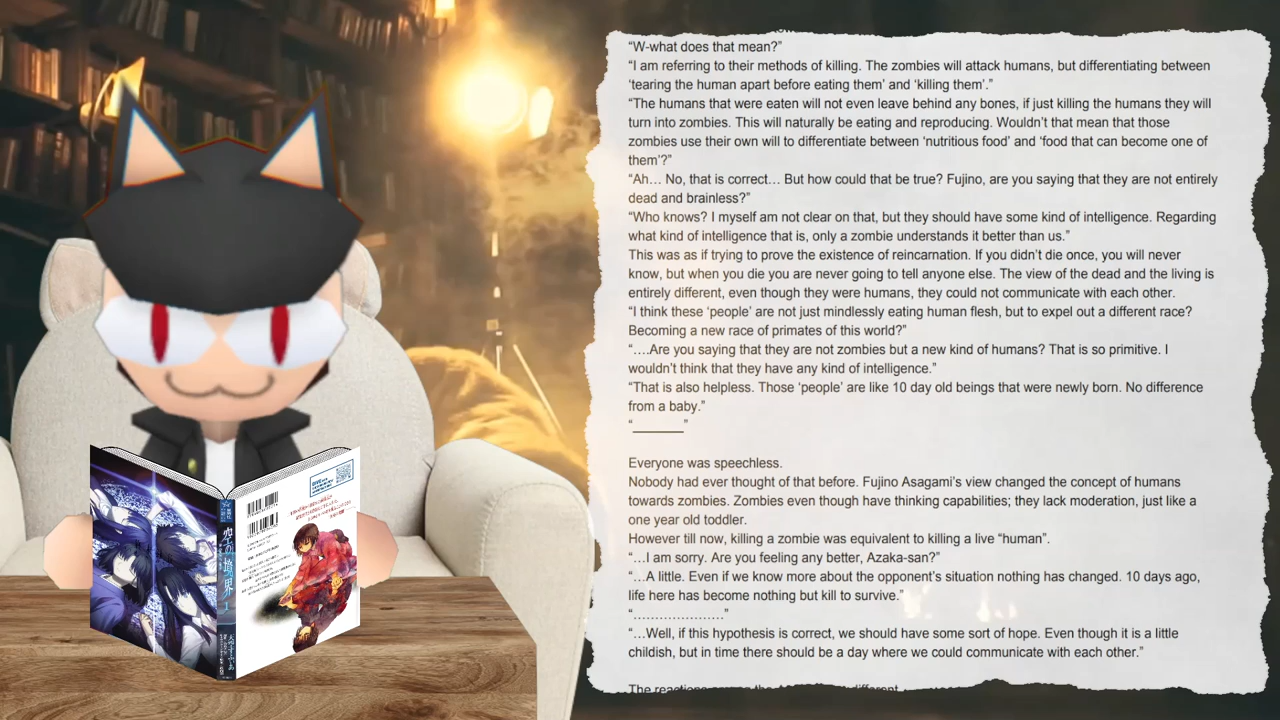 “W-what does that mean?”
“I am referring to their methods of killing. The zombies will attack humans, but differentiating between
‘tearing the human apart before eating them’ and ‘killing them’.”
“The humans that were eaten will not even leave behind any bones, if just killing the humans they will
turn into zombies. This will naturally be eating and reproducing. Wouldn’t that mean that those
zombies use their own will to differentiate between ‘nutritious food’ and ‘food that can become one of
them’?”
“Ah… No, that is correct… But how could that be true? Fujino, are you saying that they are not entirely
dead and brainless?”
“Who knows? I myself am not clear on that, but they should have some kind of intelligence. Regarding
what kind of intelligence that is, only a zombie understands it better than us.”
This was as if trying to prove the existence of reincarnation. If you didn’t die once, you will never
know, but when you die you are never going to tell anyone else. The view of the dead and the living is
entirely different, even though they were humans, they could not communicate with each other.
“I think these ‘people’ are not just mindlessly eating human flesh, but to expel out a different race?
Becoming a new race of primates of this world?”
“….Are you saying that they are not zombies but a new kind of humans? That is so primitive. I
wouldn’t think that they have any kind of intelligence.”
“That is also helpless. Those ‘people’ are like 10 day old beings that were newly born. No difference
from a baby.”
“________”
Everyone was speechless.
Nobody had ever thought of that before. Fujino Asagami’s view changed the concept of humans
towards zombies. Zombies even though have thinking capabilities; they lack moderation, just like a
one year old toddler.
However till now, killing a zombie was equivalent to killing a live “human”.
“…I am sorry. Are you feeling any better, Azaka-san?”
“…A little. Even if we know more about the opponent’s situation nothing has changed. 10 days ago,
life here has become nothing but kill to survive.”
“…………………”
“…Well, if this hypothesis is correct, we should have some sort of hope. Even though it is a little
childish, but in time there should be a day where we could communicate with each other.”
空の境界
1